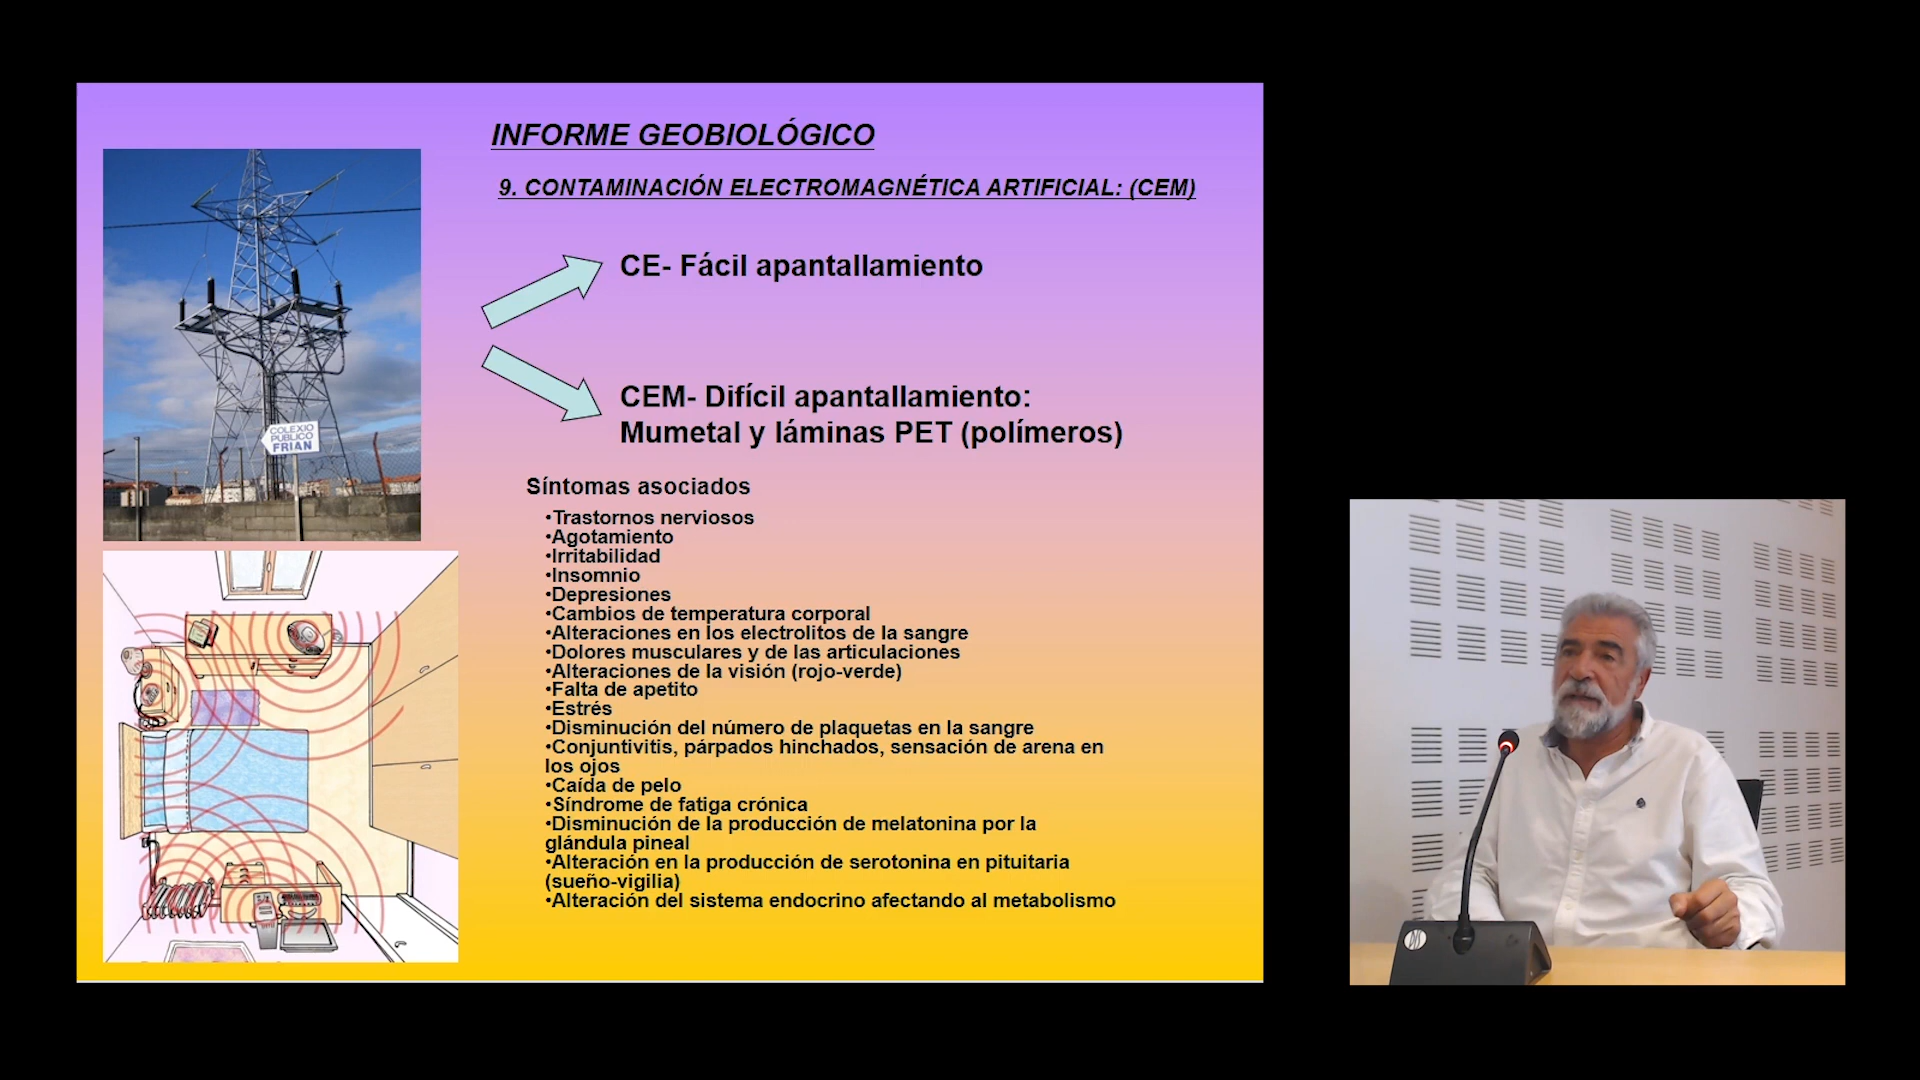 INFORME GEOBIOLÓGICO
9. CONTAMINACIÓN ELECTROMAGNÉTICA ARTIFICIAL: (CEM)
CE- Fácil apantallamiento
CEM- Difícil apantallamiento:
Mumetal y láminas PET (polímeros)
COLEXIO
PÚBLICO
FRIAN
Síntomas asociados
•Trastornos nerviosos
•Agotamiento
•Irritabilidad
•Insomnio
•Depresiones
•Cambios de temperatura corporal
•Alteraciones en los electrolitos de la sangre
•Dolores musculares y de las articulaciones
•Alteraciones de la visión (rojo-verde)
•Falta de apetito
•Estrés
•Disminución del número de plaquetas en la sangre
•Conjuntivitis, párpados hinchados, sensación de arena en
los ojos
•Caída de pelo
•Síndrome de fatiga crónica
•Disminución de la producción de melatonina por la
glándula pineal
•Alteración en la producción de serotonina en pituitaria
(sueño-vigilia)
•Alteración del sistema endocrino afectando al metabolismo